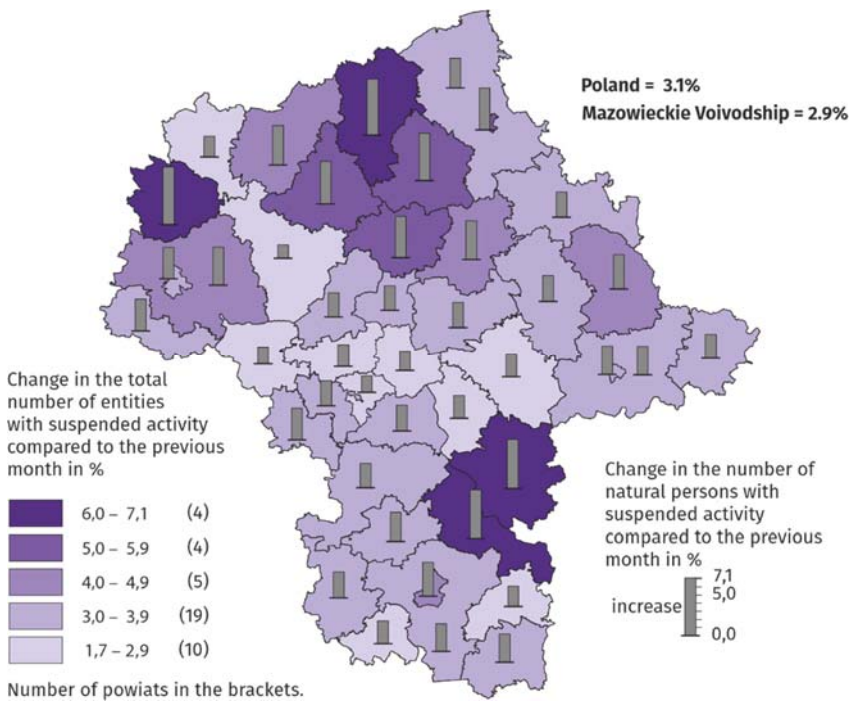 Poland = 3.1%
Mazowieckie Voivodship = 2.9%
Change in the total
number of entities
with suspended activity
compared to the previous
month in %
6,0 – 7,1 (4)
5,0 – 5,9 (4)
4,0 – 4,9 (5)
3,0 – 3,9 (19)
1,7 – 2,9 (10)
Number of powiats in the brackets.
Change in the number of
natural persons with
suspended activity
compared to the previous
month in %
7,1
5,0
increase
0,0